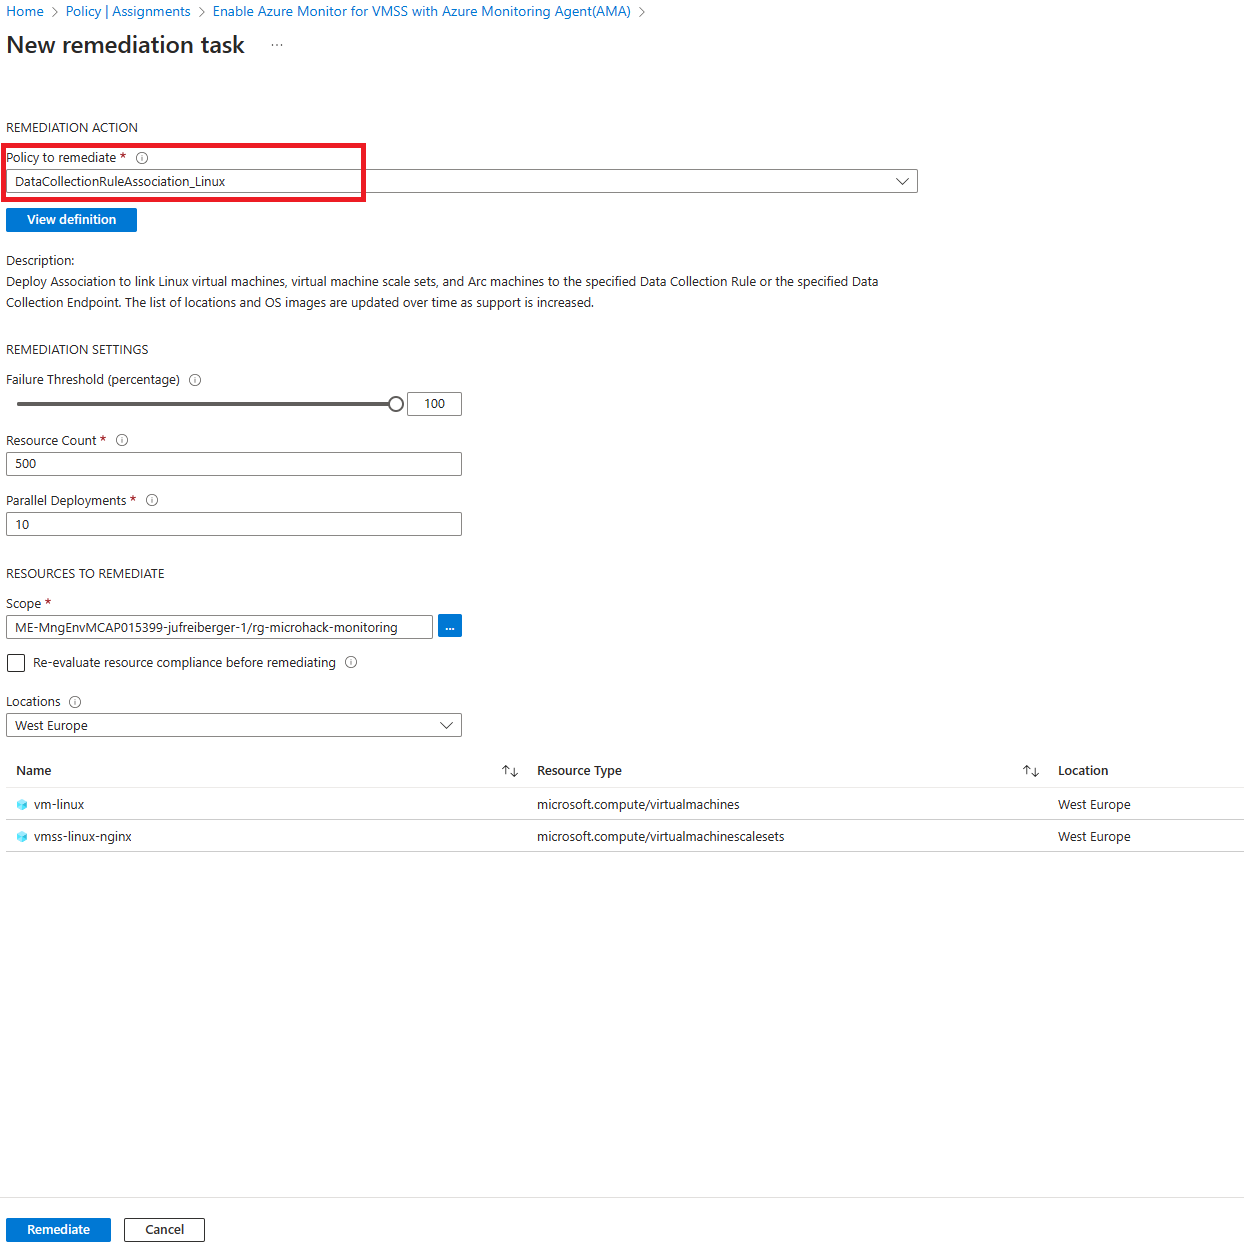 Home > Policy | Assignments > Enable Azure Monitor for VMSS with Azure Monitoring Agent(AMA) >
New remediation task ...
REMEDIATION ACTION
Policy to remediate *
DataCollectionRuleAssociation_Linux
View definition
Description:
Deploy Association to link Linux virtual machines, virtual machine scale sets, and Arc machines to the specified Data Collection Rule or the specified Data
Collection Endpoint. The list of locations and OS images are updated over time as support is increased.
REMEDIATION SETTINGS
Failure Threshold (percentage)
100
Resource Count *
500
Parallel Deployments *
10
RESOURCES TO REMEDIATE
Scope *
ME-MngEnvMCAP015399-jufreiberger-1/rg-microhack-monitoring ...
Re-evaluate resource compliance before remediating
Locations
West Europe
Name Resource Type Location
vm-linux microsoft.compute/virtualmachines West Europe
vmss-linux-nginx microsoft.compute/virtualmachinescalesets West Europe
Remediate Cancel